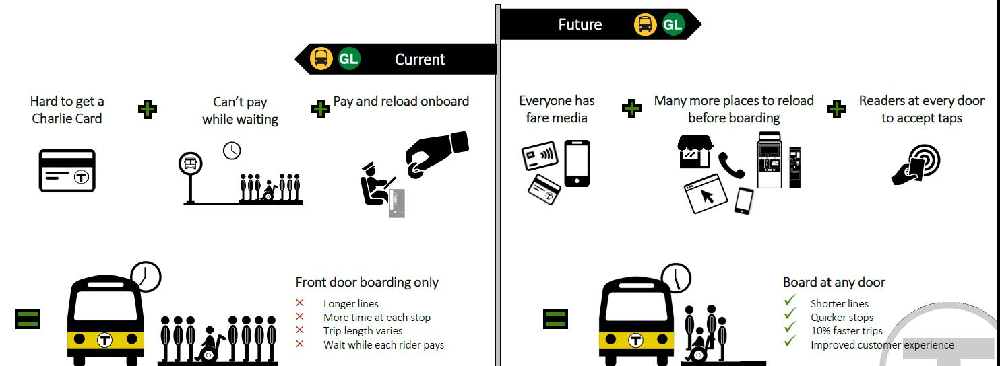 GL
Current
Hard to get a
Charlie Card
Can't pay
while waiting
Pay and reload onboard
T
Front door boarding only
Longer lines
More time at each stop
Trip length varies
Wait while each rider pays
T
Future
GL
Everyone has
fare media
Many more places to reload
before boarding
Readers at every door
to accept taps
T
Board at any door
Shorter lines
Quicker stops
10% faster trips
Improved customer experience
T
T